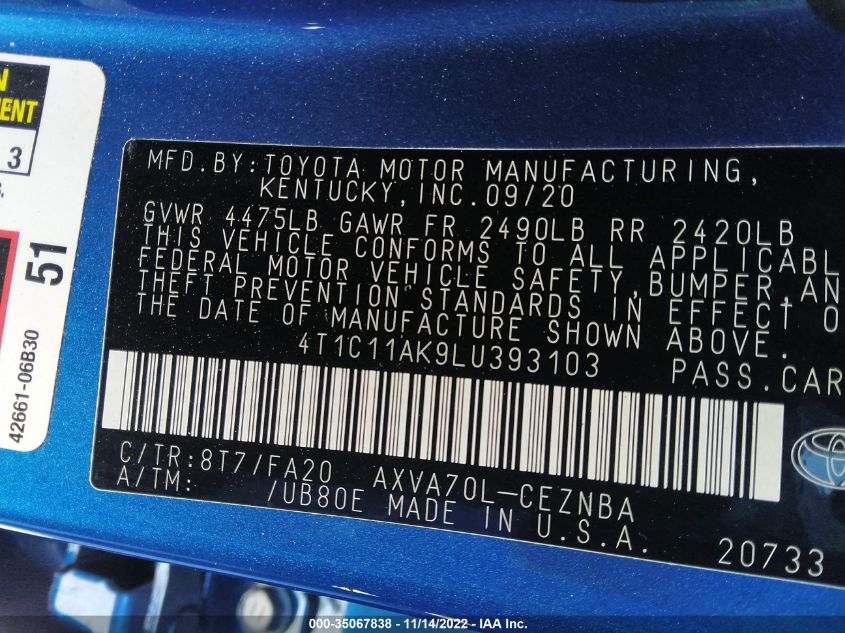 N
ENT
3
S.
51
42661-06B30
MFD.BY:TOYOTA MOTOR MANUFACTURING,
KENTUCKY,INC.09/20
GVWR 4475LB GAWR FR 2490LB RR 2420LB
THIS VEHICLE CONFORMS TO ALL APPLICABL
FEDERAL MOTOR VEHICLE SAFETY,BUMPER,AN
THEFT PREVENTION STANDARDS IN EFFECT O
THE DATE OF MANUFACTURE SHOWN ABOVE.
4T1C11AK9LU393103 PASS.CAR
C/TR:8T7/FA20 AXVA70L-CEZNBA
A/TM: /UB80E MADE IN U.S.A.
20733
000-35067838 - 11/14/2022 - IAA Inc.